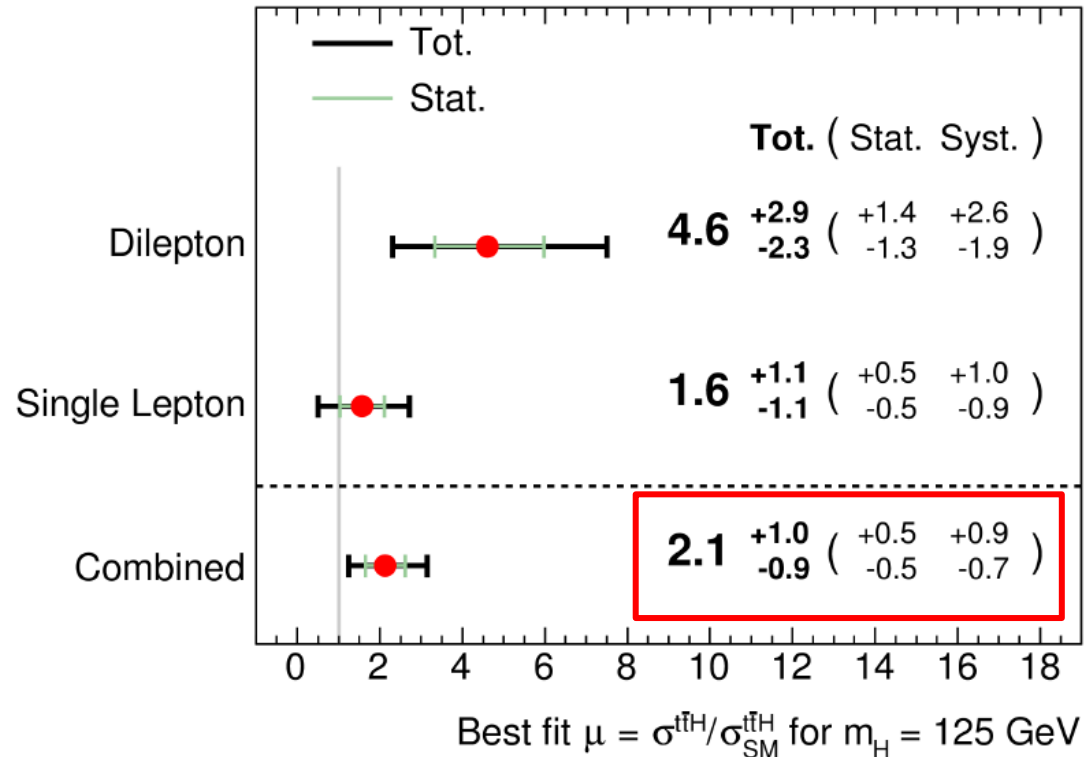 Tot.
Stat.
Tot. ( Stat. Syst. )
Dilepton 4.6 +2.9 -2.3 ( +1.4 -1.3 +2.6 -1.9 )
Single Lepton 1.6 +1.1 -1.1 ( +0.5 -0.5 +1.0 -0.9 )
Combined 2.1 +1.0 -0.9 ( +0.5 -0.5 +0.9 -0.7 )
0 2 4 6 8 10 12 14 16 18
Best fit μ = σ^{tt̄H}/σ^{tt̄H}_{SM} for m_H = 125 GeV